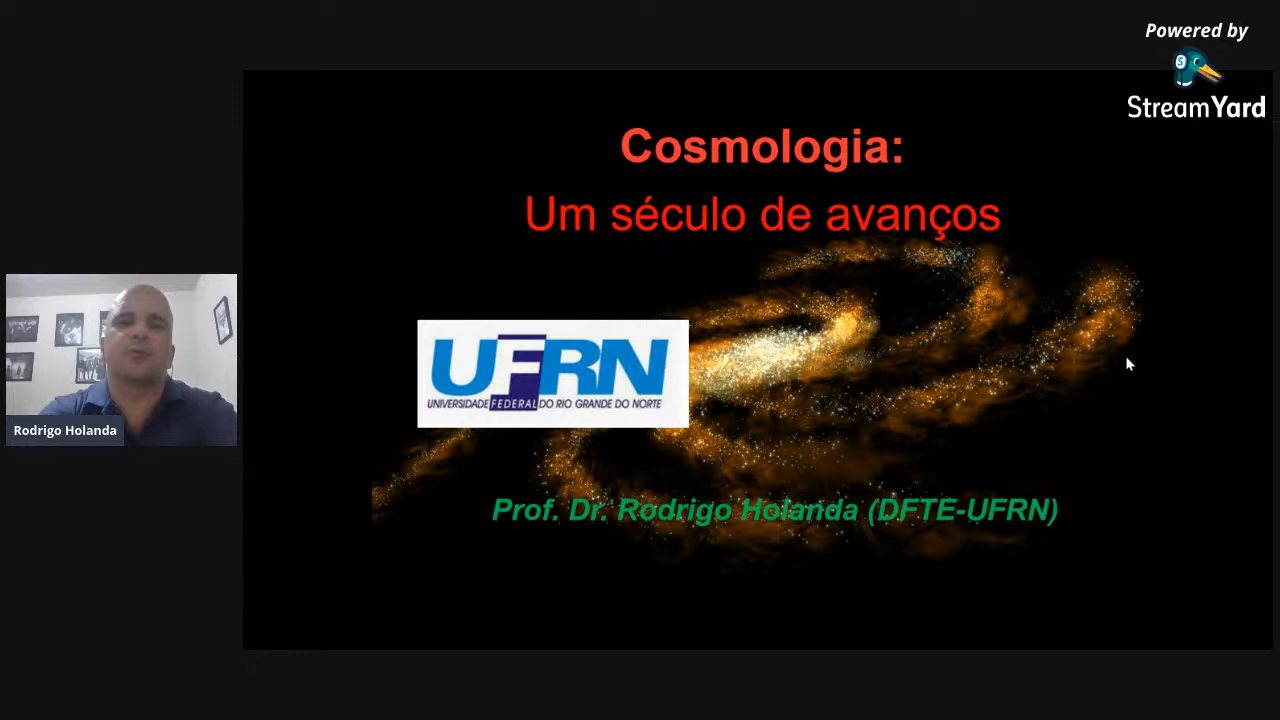 Powered by
StreamYard
Cosmologia:
Um século de avanços
UFRN
UNIVERSIDADE FEDERAL DO RIO GRANDE DO NORTE
Rodrigo Holanda
Prof. Dr. Rodrigo Holanda (DFTE-UFRN)